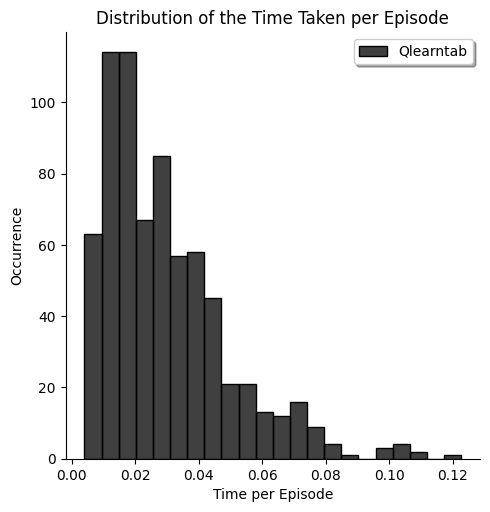 Distribution of the Time Taken per Episode
Qlearntab
100
80
60
40
20
0
Occurrence
0.00 0.02 0.04 0.06 0.08 0.10 0.12
Time per Episode